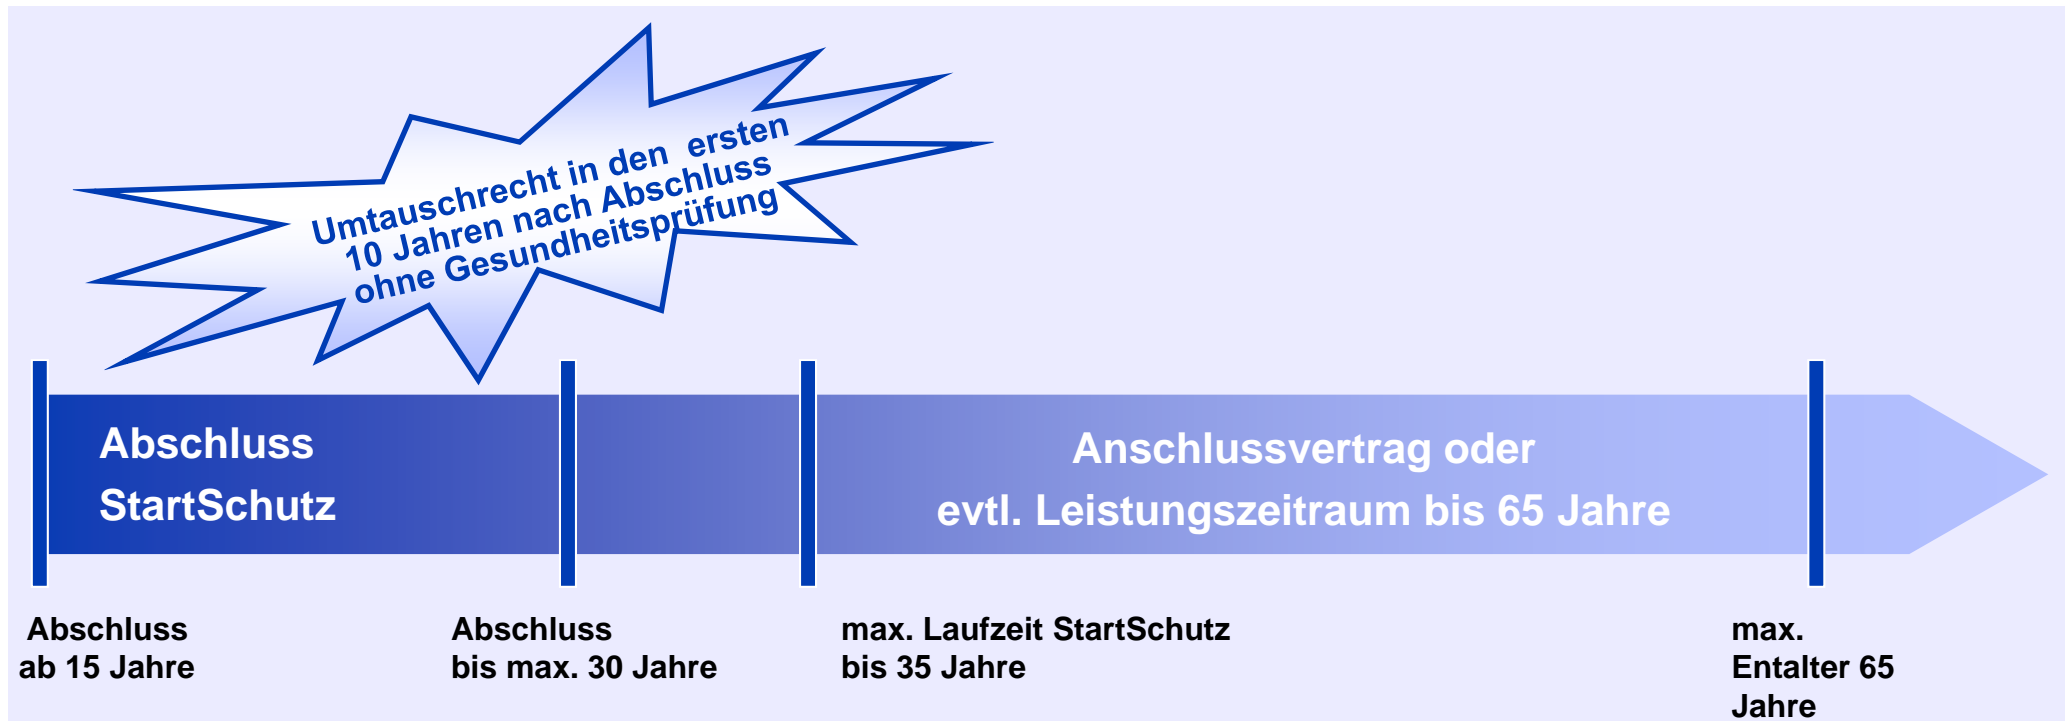 Umtauschrecht in den ersten
10 Jahren nach Abschluss
ohne Gesundheitsprüfung
Abschluss
StartSchutz
Anschlussvertrag oder
evtl. Leistungszeitraum bis 65 Jahre
Abschluss
ab 15 Jahre
Abschluss
bis max. 30 Jahre
max. Laufzeit StartSchutz
bis 35 Jahre
max.
Entalter 65
Jahre